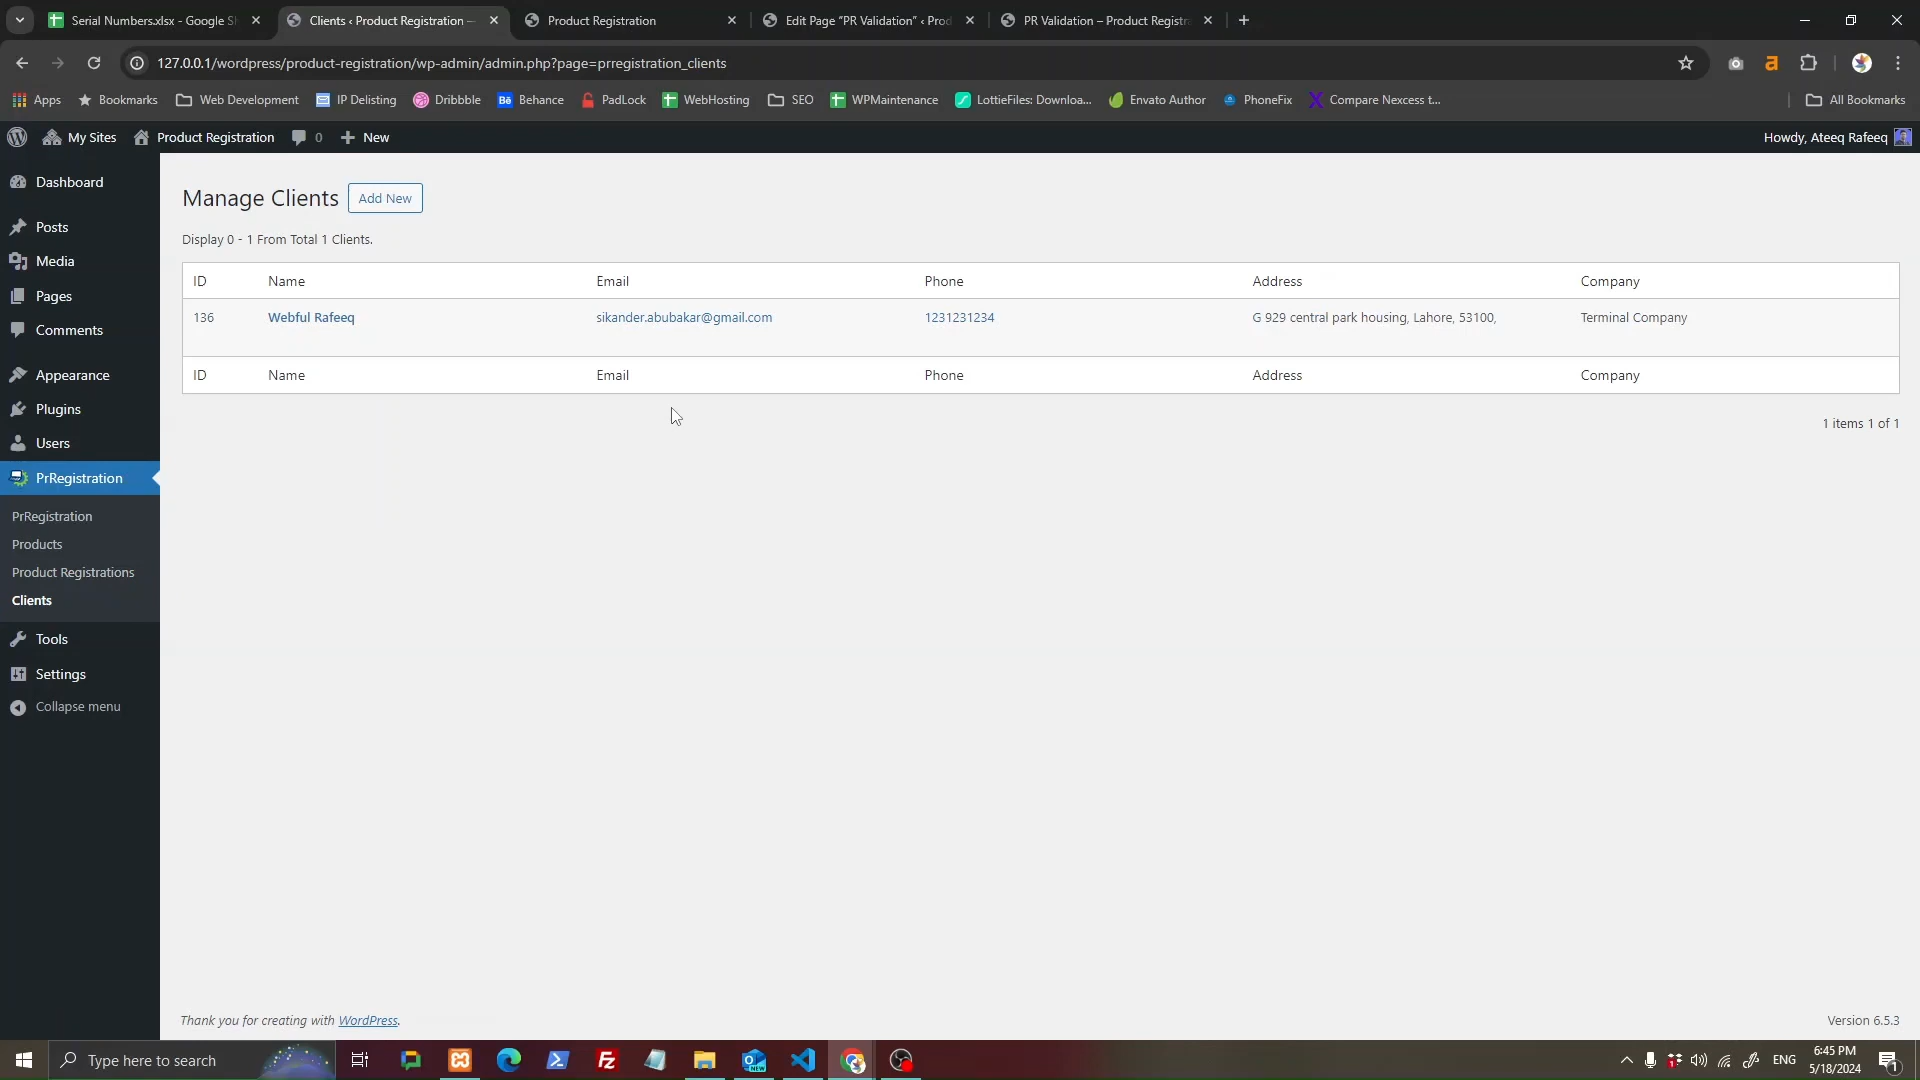 Serial Numbers.xlsx - Google Sh
Clients ‹ Product Registration —
Product Registration
Edit Page “PR Validation” ‹ Prod
PR Validation – Product Registra
127.0.0.1/wordpress/product-registration/wp-admin/admin.php?page=prregistration_clients
Apps
Bookmarks
Web Development
IP Delisting
Dribbble
Behance
PadLock
WebHosting
SEO
WPMaintenance
LottieFiles: Downloa...
Envato Author
PhoneFix
Compare Nexcess t...
All Bookmarks
My Sites
Product Registration
0
New
Howdy, Ateeq Rafeeq
Dashboard
Posts
Media
Pages
Comments
Appearance
Plugins
Users
PrRegistration
PrRegistration
Products
Product Registrations
Clients
Tools
Settings
Collapse menu
Manage Clients
Add New
Display 0 - 1 From Total 1 Clients.
ID Name Email Phone Address Company
136 Webful Rafeeq sikander.abubakar@gmail.com 1231231234 G 929 central park housing, Lahore, 53100, Terminal Company
ID Name Email Phone Address Company
1 items 1 of 1
Thank you for creating with WordPress.
Version 6.5.3
Type here to search
ENG
6:45 PM
5/18/2024